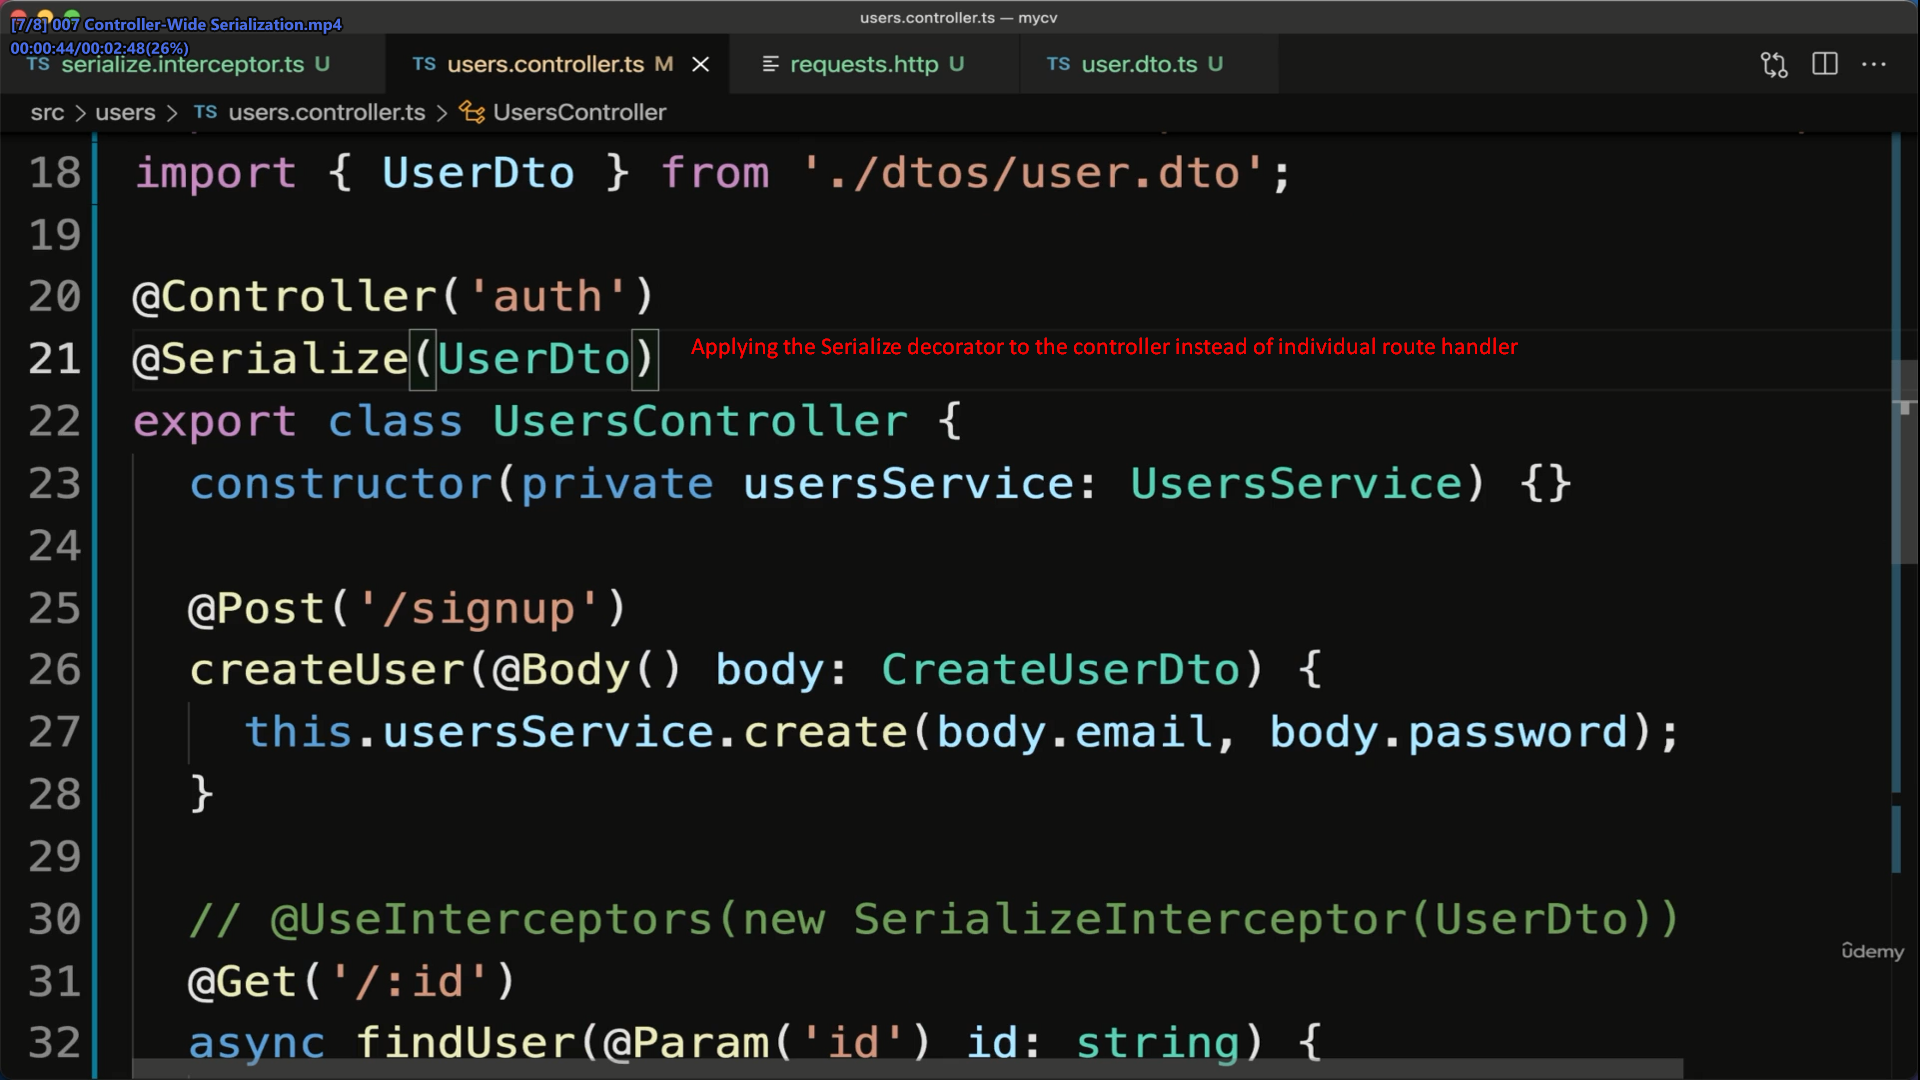 users.controller.ts — mycv
[7/8] 007 Controller-Wide Serialization.mp4
00:00:44/00:02:48(26%)
TS serialize.interceptor.ts U
TS users.controller.ts M
requests.http U
TS user.dto.ts U
src > users > TS users.controller.ts > UsersController
18 import { UserDto } from './dtos/user.dto';
19
20 @Controller('auth')
21 @Serialize(UserDto)
Applying the Serialize decorator to the controller instead of individual route handler
22 export class UsersController {
23 constructor(private usersService: UsersService) {}
24
25 @Post('/signup')
26 createUser(@Body() body: CreateUserDto) {
27 this.usersService.create(body.email, body.password);
28 }
29
30 // @UseInterceptors(new SerializeInterceptor(UserDto))
31 @Get('/:id')
32 async findUser(@Param('id') id: string) {
ûdemy